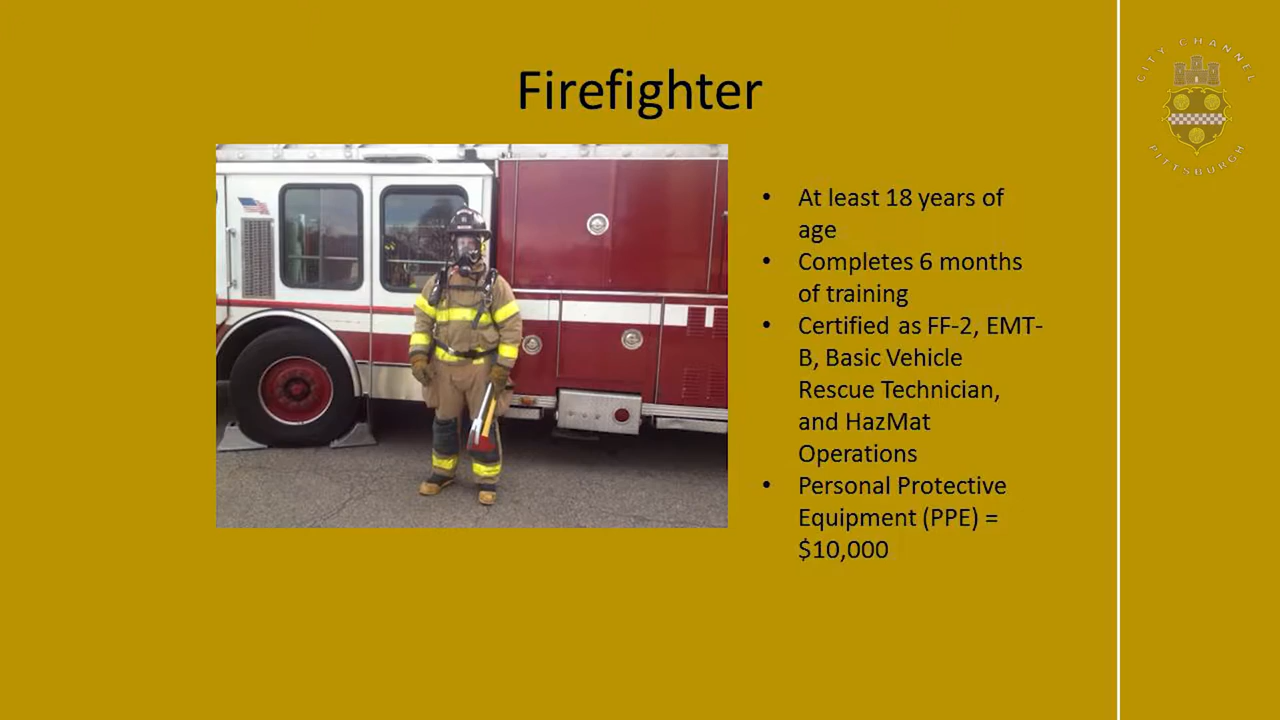 Firefighter
CITY CHANNEL
PITTSBURGH
• At least 18 years of
age
• Completes 6 months
of training
• Certified as FF-2, EMT-
B, Basic Vehicle
Rescue Technician,
and HazMat
Operations
• Personal Protective
Equipment (PPE) =
$10,000